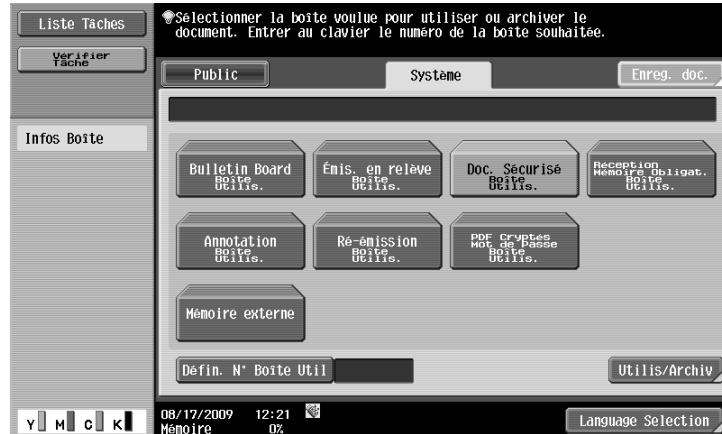 Liste Tâches
Vérifier
Tâche
Infos Boîte
Sélectionner la boîte voulue pour utiliser ou archiver le
document. Entrer au clavier le numéro de la boîte souhaitée.
Public
Système
Enreg. doc.
Bulletin Board
Boîte
Utilis.
Émis. en relève
Boîte
Utilis.
Doc. Sécurisé
Boîte
Utilis.
Réception
Mémoire Obligat.
Boîte
Utilis.
Annotation
Boîte
Utilis.
Ré-émission
Boîte
Utilis.
PDF Cryptés
Mot de Passe
Boîte
Utilis.
Mémoire externe
Défin. N° Boîte Util
Utilis/Archiv
Y M C K
08/17/2009 12:21
Mémoire 0%
Language Selection